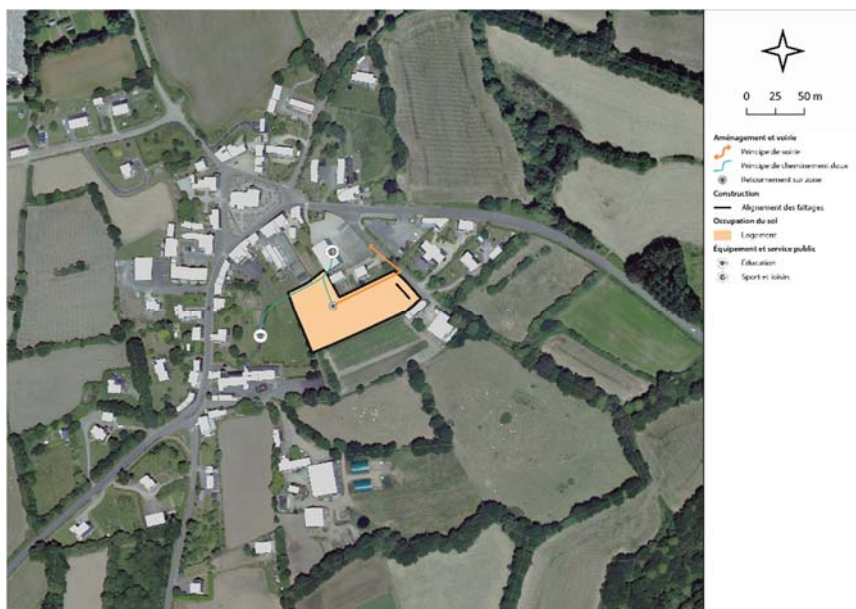 0 25 50 m
Aménagement et voirie
Principe de voirie
Principe de cheminement doux
Retournement sur zone
Construction
Alignement des faîtages
Occupation du sol
Logement
Équipement et service public
Éducation
Sport et loisirs